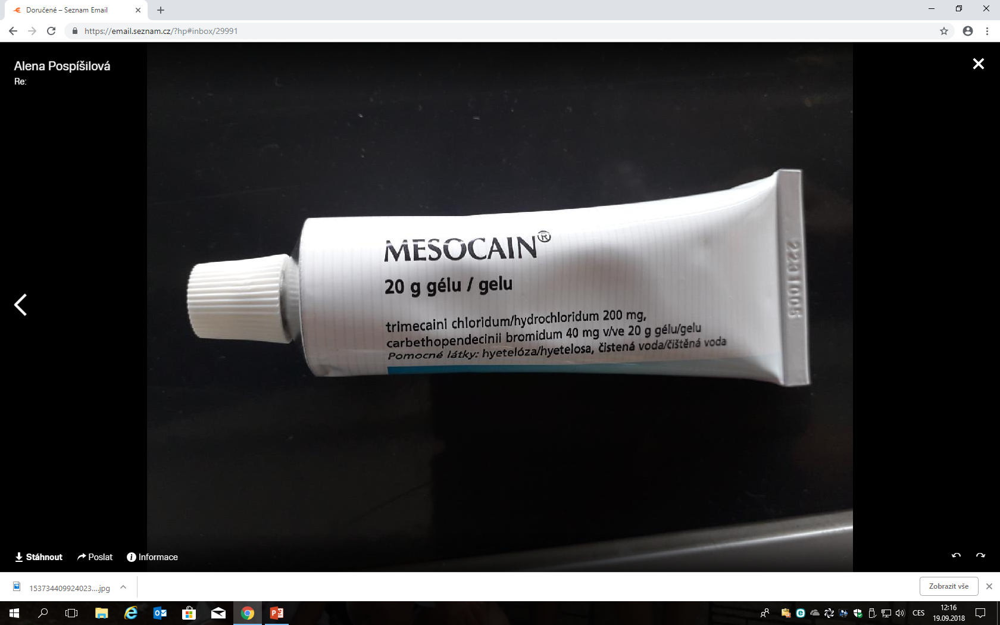 Doručené – Seznam Email
https://email.seznam.cz/?hp#inbox/29991
Alena Pospíšilová
Re:
MESOCAIN®
20 g gélu / gelu
trimecaini chloridum/hydrochloridum 200 mg,
carbethopendecinii bromidum 40 mg v/ve 20 g gélu/gelu
Pomocné látky: hyetelóza/hyetelosa, čistená voda/čištěná voda
22311005
Stáhnout
Poslat
Informace
153734409924023....jpg
Zobrazit vše
CES
12:16
19.09.2018